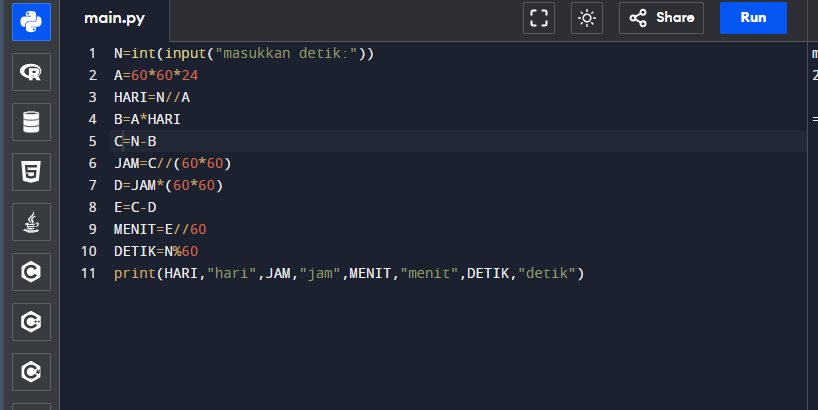 main.py
Share
Run
1 N=int(input("masukkan detik:"))
2 A=60*60*24
3 HARI=N//A
4 B=A*HARI
5 C=N-B
6 JAM=C//(60*60)
7 D=JAM*(60*60)
8 E=C-D
9 MENIT=E//60
10 DETIK=N%60
11 print(HARI,"hari",JAM,"jam",MENIT,"menit",DETIK,"detik")